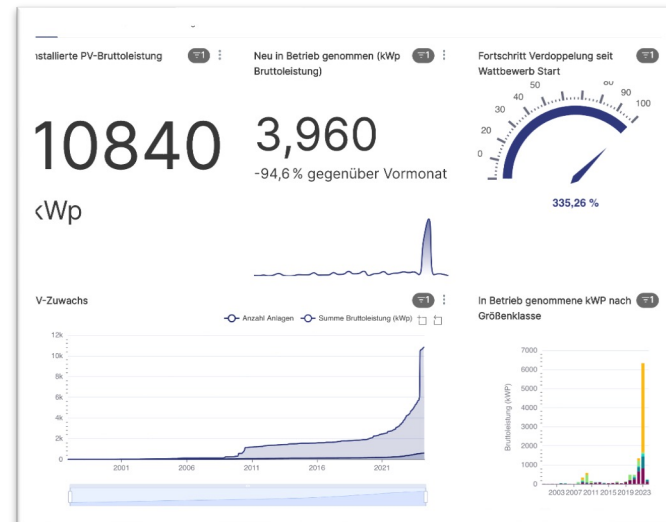 nstallierte PV-Bruttoleistung
1
10840
kWp
Neu in Betrieb genommen (kWp
Bruttoleistung)
1
3,960
-94,6 % gegenüber Vormonat
Fortschritt Verdoppelung seit
Wattbewerb Start
1
0
20
30
40
50
80
90
100
335,26 %
V-Zuwachs
1
Anzahl Anlagen
Summe Bruttoleistung (kWp)
12k
10k
8k
6k
4k
2k
0
2001
2006
2011
2016
2021
In Betrieb genommene kWP nach
Größenklasse
1
Bruttoleistung (kWP)
7000
6000
5000
4000
3000
2000
1000
0
2003 2007 2011 2015 2019 2023